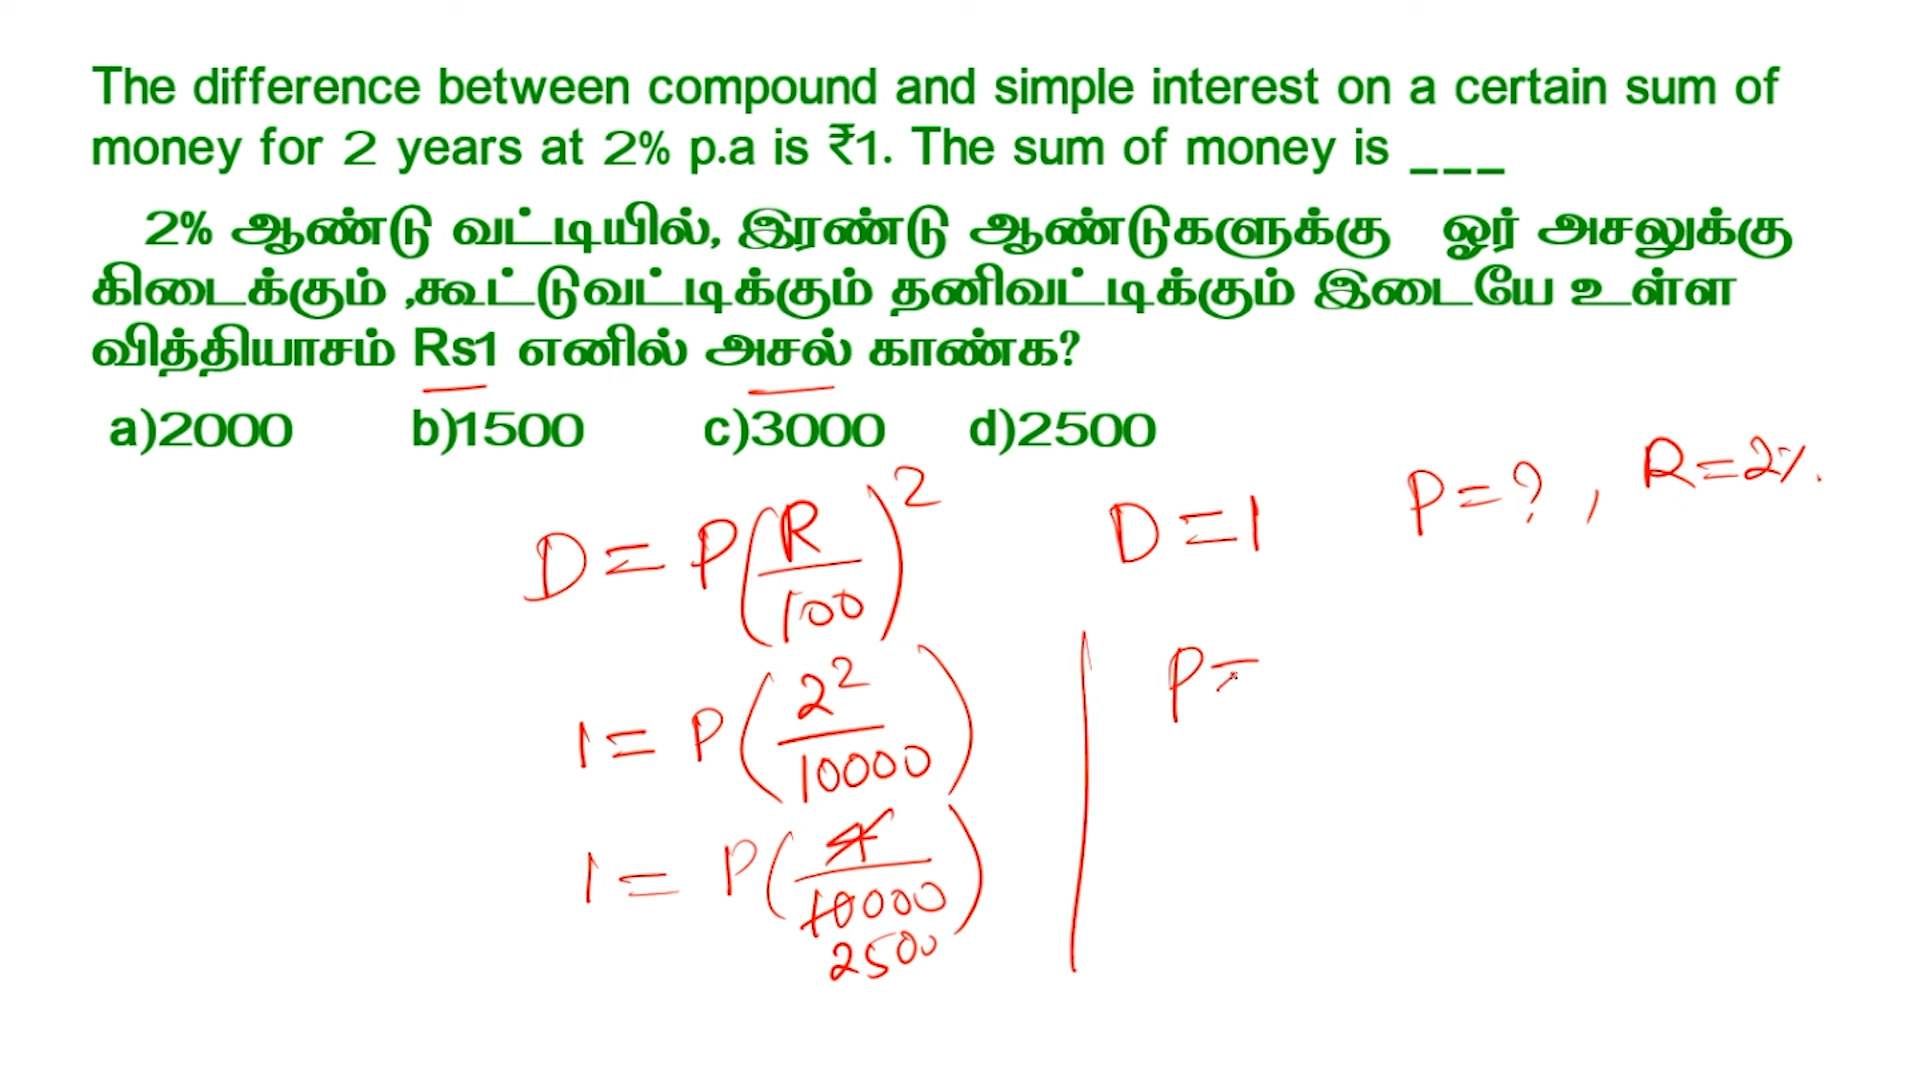 The difference between compound and simple interest on a certain sum of
money for 2 years at 2% p.a is ₹1. The sum of money is ___
2% ஆண்டு வட்டியில், இரண்டு ஆண்டுகளுக்கு ஓர் அசலுக்கு
கிடைக்கும் ,கூட்டுவட்டிக்கும் தனிவட்டிக்கும் இடையே உள்ள
வித்தியாசம் Rs1 எனில் அசல் காண்க?
a)2000 b)1500 c)3000 d)2500
D = P(R/100)^2 D=1 P=?, R=2%.
1 = P(2^2/10000) P=
1 = P(4/10000)
2500